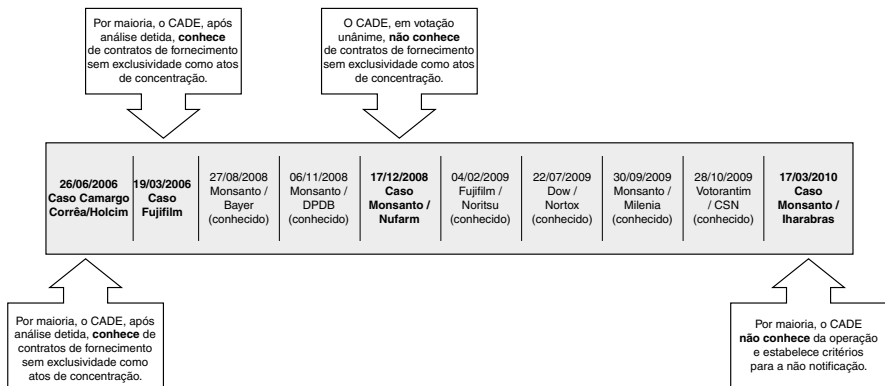 Por maioria, o CADE, após
análise detida, conhece
de contratos de fornecimento
sem exclusividade como atos
de concentração.
O CADE, em votação
unânime, não conhece
de contratos de fornecimento
sem exclusividade como atos
de concentração.
26/06/2006
Caso Camargo
Corrêa/Holcim
19/03/2006
Caso
Fujifilm
27/08/2008
Monsanto /
Bayer
(conhecido)
06/11/2008
Monsanto /
DPDB
(conhecido)
17/12/2008
Caso
Monsanto /
Nufarm
04/02/2009
Fujifilm /
Noritsu
(conhecido)
22/07/2009
Dow /
Nortox
(conhecido)
30/09/2009
Monsanto /
Milenia
(conhecido)
28/10/2009
Votorantim
/ CSN
(conhecido)
17/03/2010
Caso
Monsanto /
Iharabras
Por maioria, o CADE, após
análise detida, conhece de
contratos de fornecimento
sem exclusividade como
atos de concentração.
Por maioria, o CADE
não conhece da operação
e estabelece critérios
para a não notificação.